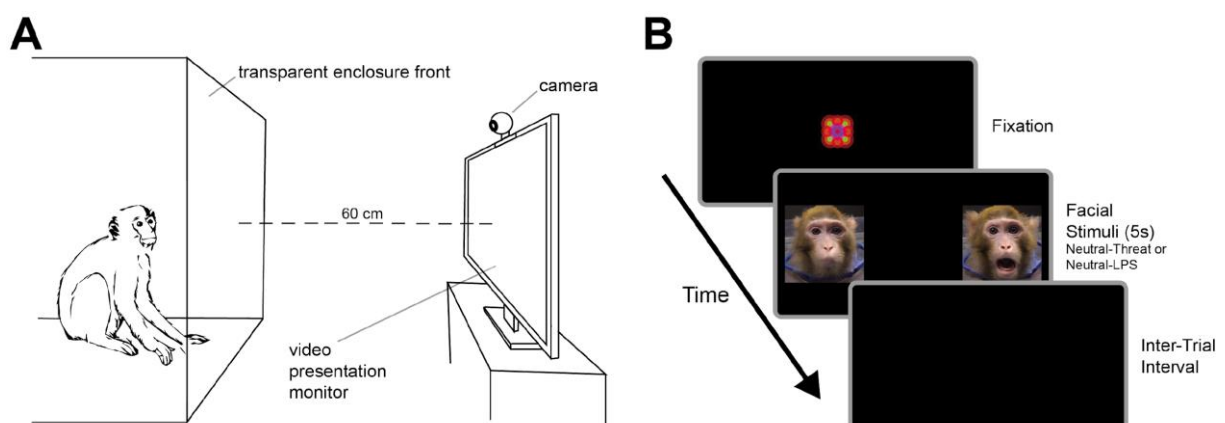 A
transparent enclosure front
camera
60 cm
video
presentation
monitor
B
Fixation
Facial
Stimuli (5s)
Neutral-Threat or
Neutral-LPS
Time
Inter-Trial
Interval